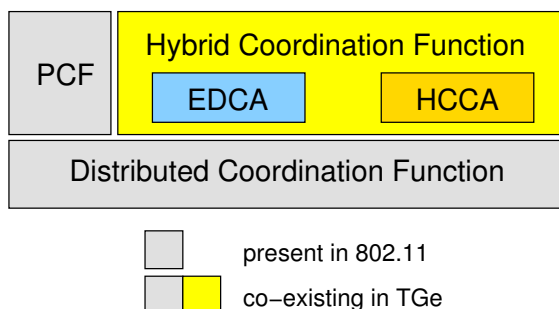 PCF
Hybrid Coordination Function
EDCA
HCCA
Distributed Coordination Function
present in 802.11
co−existing in TGe